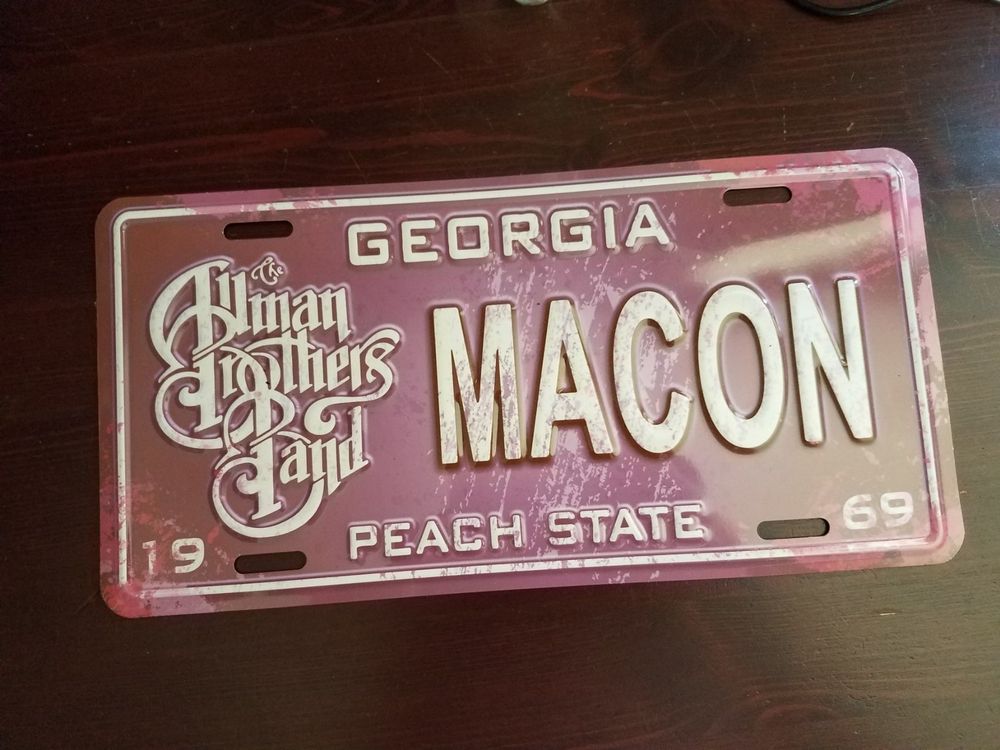 GEORGIA
The
Allman
Brothers
Band
MACON
PEACH STATE
19
69